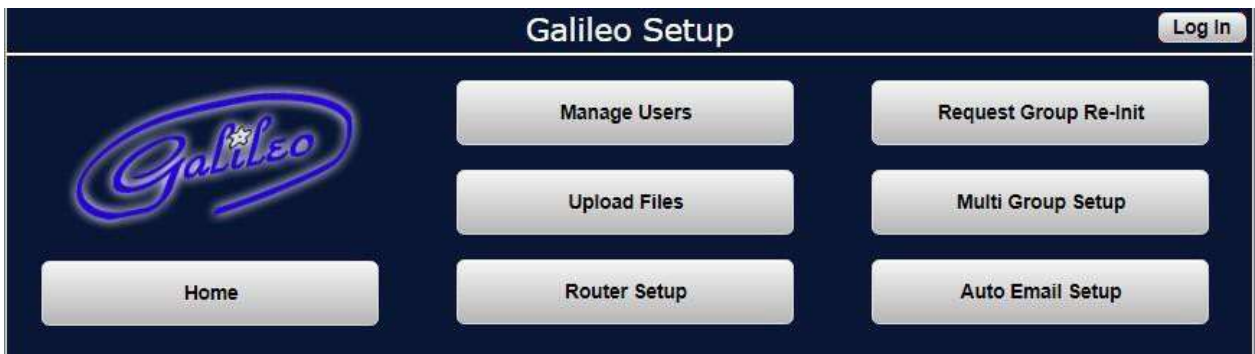 Galileo Setup
Log In
Galileo
Manage Users
Request Group Re-Init
Upload Files
Multi Group Setup
Home
Router Setup
Auto Email Setup